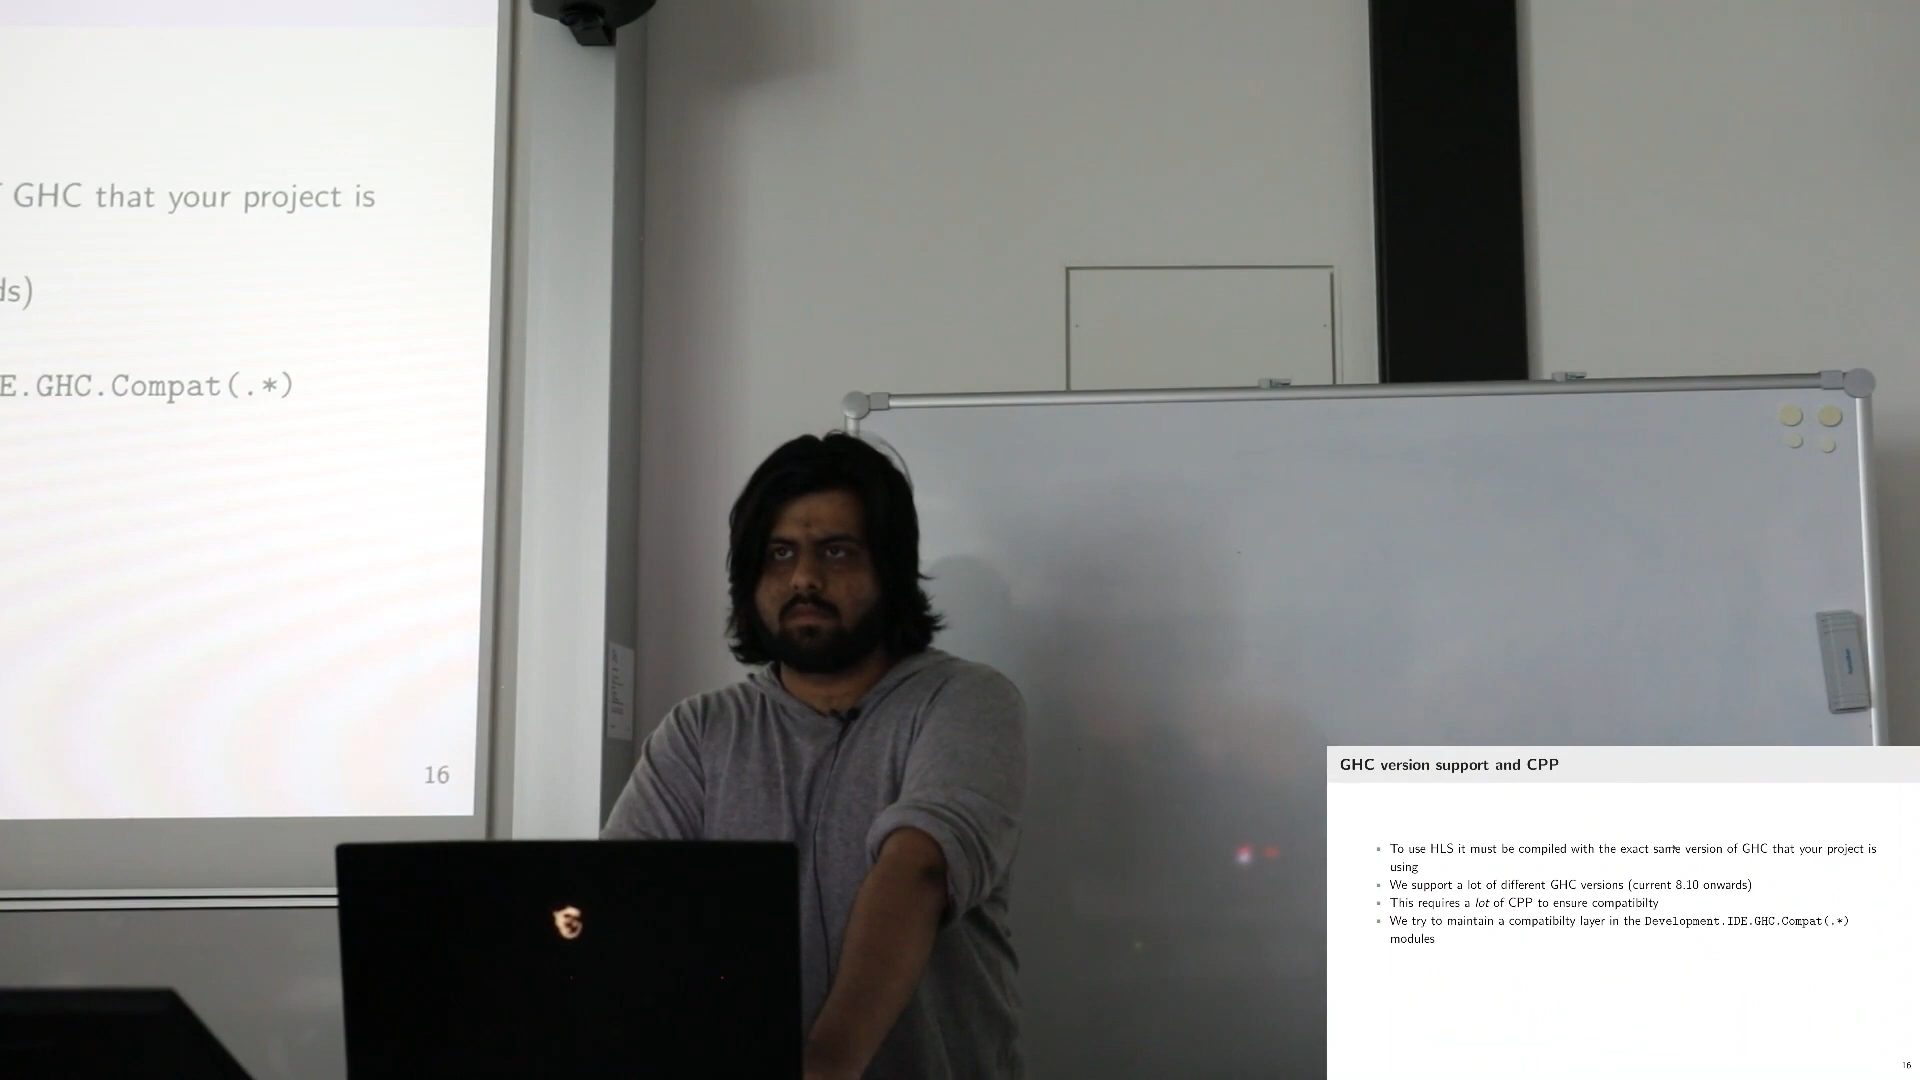 GHC that your project is
ds)
E.GHC.Compat(.*)
16
GHC version support and CPP
To use HLS it must be compiled with the exact same version of GHC that your project is
using
We support a lot of different GHC versions (current 8.10 onwards)
This requires a lot of CPP to ensure compatibilty
We try to maintain a compatibilty layer in the Development.IDE.GHC.Compat(.*)
modules
16